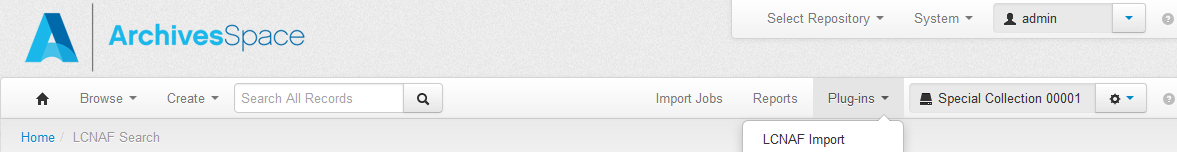 Select Repository System admin
ArchivesSpace
Browse Create Search All Records Import Jobs Reports Plug-ins Special Collection 00001
Home / LCNAF Search
LCNAF Import